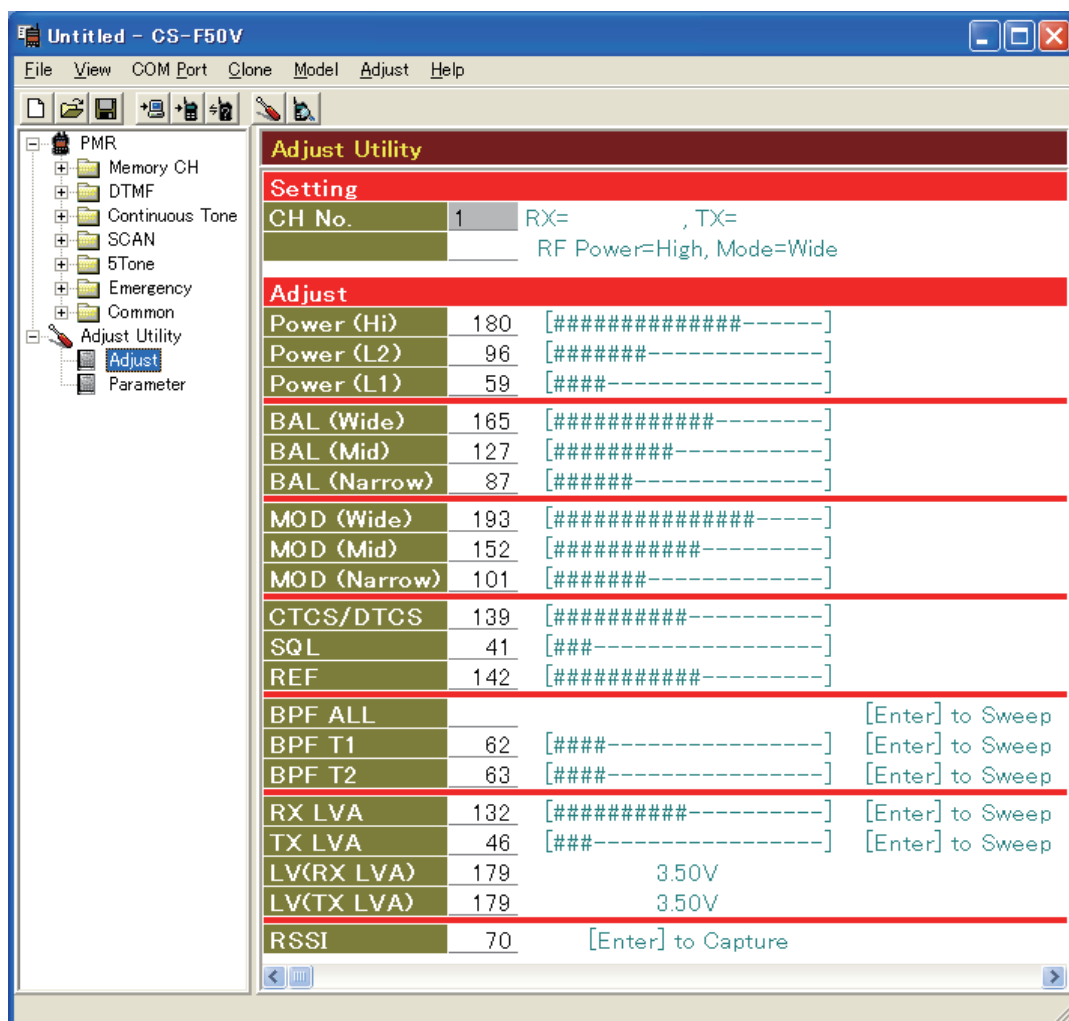 Untitled - CS-F50V
File View COM Port Clone Model Adjust Help
PMR
Memory CH
DTMF
Continuous Tone
SCAN
5Tone
Emergency
Common
Adjust Utility
Adjust
Parameter
Adjust Utility
Setting
CH No. 1 RX= , TX=
RF Power=High, Mode=Wide
Adjust
Power (Hi) 180 [##############------]
Power (L2) 96 [#######-------------]
Power (L1) 59 [####----------------]
BAL (Wide) 165 [############--------]
BAL (Mid) 127 [#########-----------]
BAL (Narrow) 87 [######--------------]
MOD (Wide) 193 [###############-----]
MOD (Mid) 152 [###########---------]
MOD (Narrow) 101 [#######-------------]
CTCS/DTCS 139 [##########----------]
SQL 41 [###-----------------]
REF 142 [###########---------]
BPF ALL [Enter] to Sweep
BPF T1 62 [####----------------] [Enter] to Sweep
BPF T2 63 [####----------------] [Enter] to Sweep
RX LVA 132 [##########----------] [Enter] to Sweep
TX LVA 46 [###-----------------] [Enter] to Sweep
LV(RX LVA) 179 3.50V
LV(TX LVA) 179 3.50V
RSSI 70 [Enter] to Capture